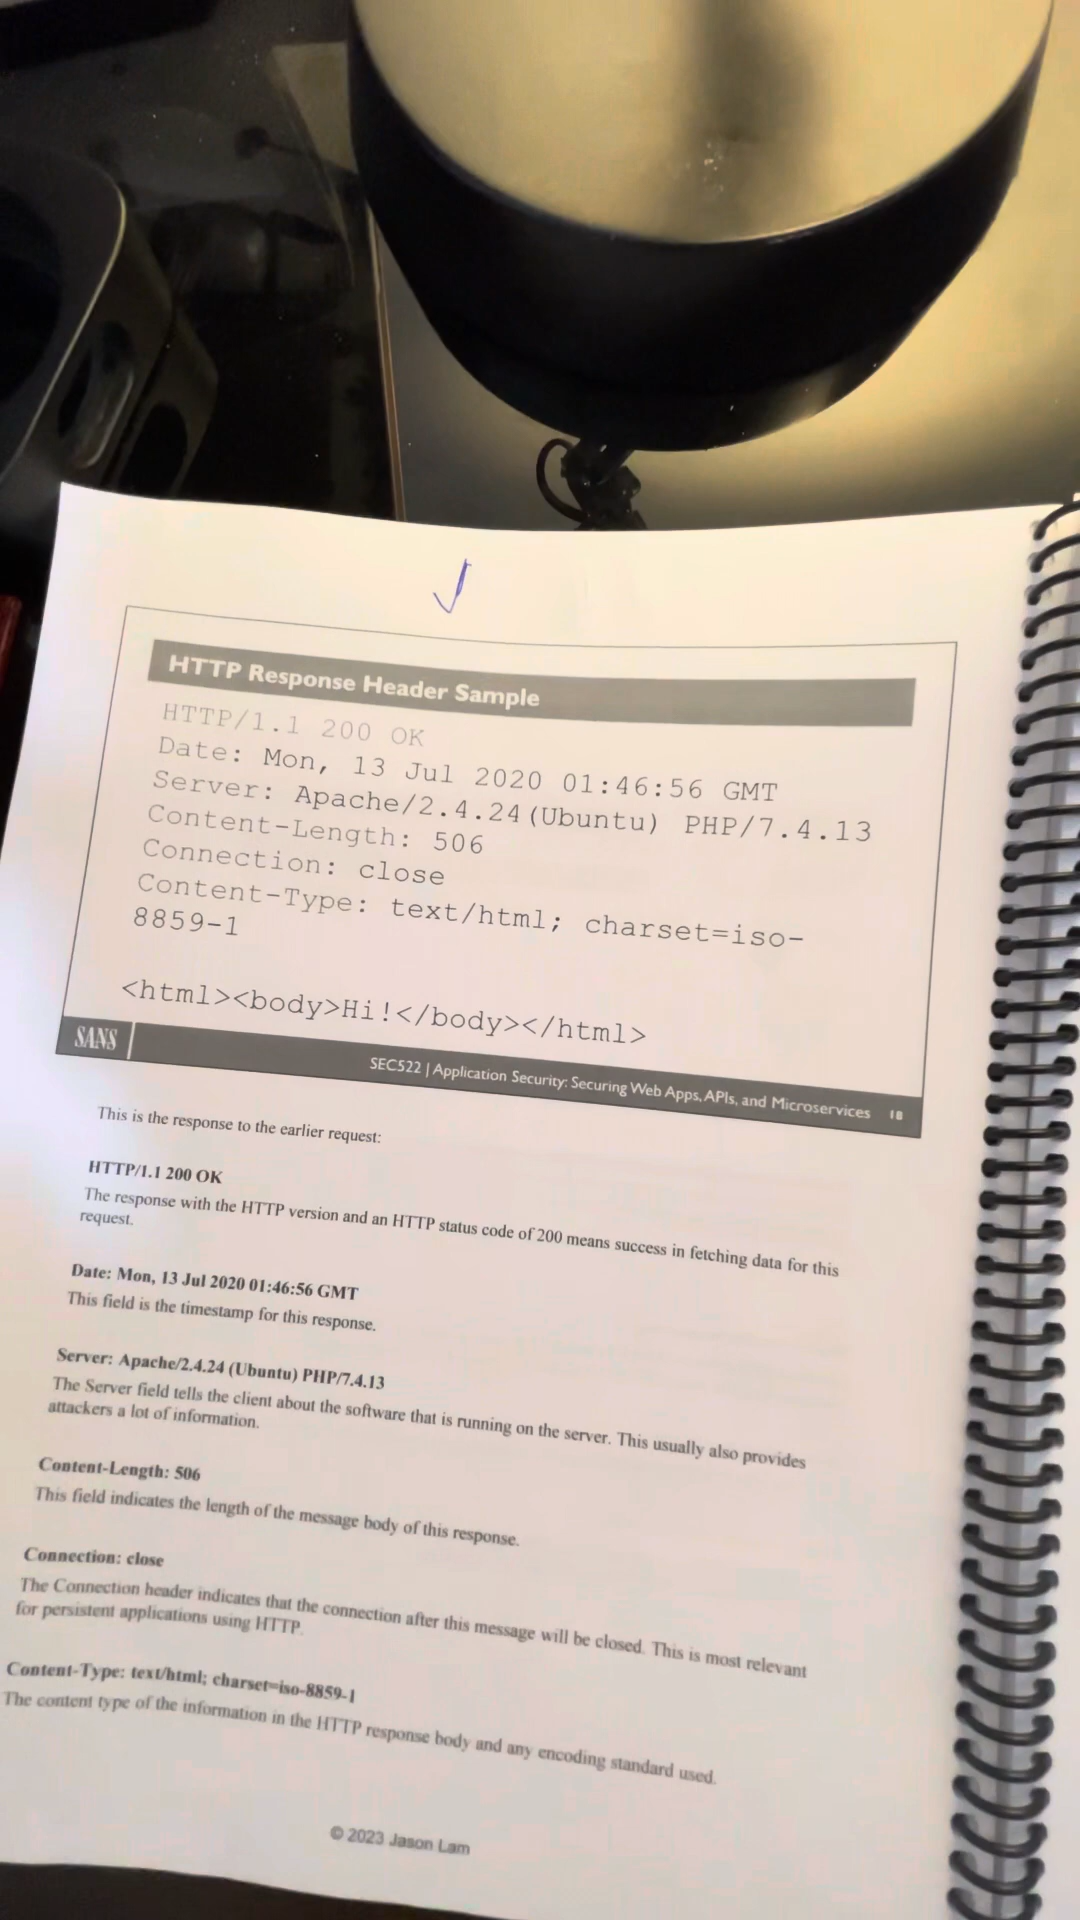 HTTP Response Header Sample
HTTP/1.1 200 OK
Date: Mon, 13 Jul 2020 01:46:56 GMT
Server: Apache/2.4.24 (Ubuntu) PHP/7.4.13
Content-Length: 506
Connection: close
Content-Type: text/html; charset=iso-
8859-1
<html><body>Hi!</body></html>
SANS
SEC522 | Application Security: Securing Web Apps, APIs, and Microservices 18
This is the response to the earlier request:
HTTP/1.1 200 OK
The response with the HTTP version and an HTTP status code of 200 means success in fetching data for this
request.
Date: Mon, 13 Jul 2020 01:46:56 GMT
This field is the timestamp for this response.
Server: Apache/2.4.24 (Ubuntu) PHP/7.4.13
The Server field tells the client about the software that is running on the server. This usually also provides
attackers a lot of information.
Content-Length: 506
This field indicates the length of the message body of this response.
Connection: close
The Connection header indicates that the connection after this message will be closed. This is most relevant
for persistent applications using HTTP.
Content-Type: text/html; charset=iso-8859-1
The content type of the information in the HTTP response body and any encoding standard used.
© 2023 Jason Lam